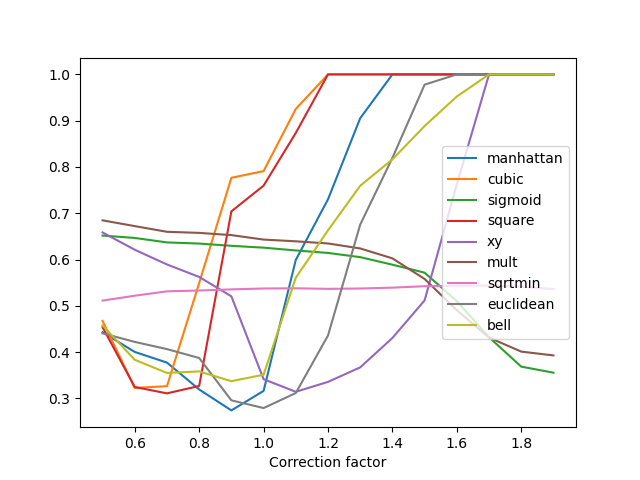 1.0
0.9
0.8
0.7
0.6
0.5
0.4
0.3
manhattan
cubic
sigmoid
square
xy
mult
sqrtmin
euclidean
bell
0.6 0.8 1.0 1.2 1.4 1.6 1.8
Correction factor